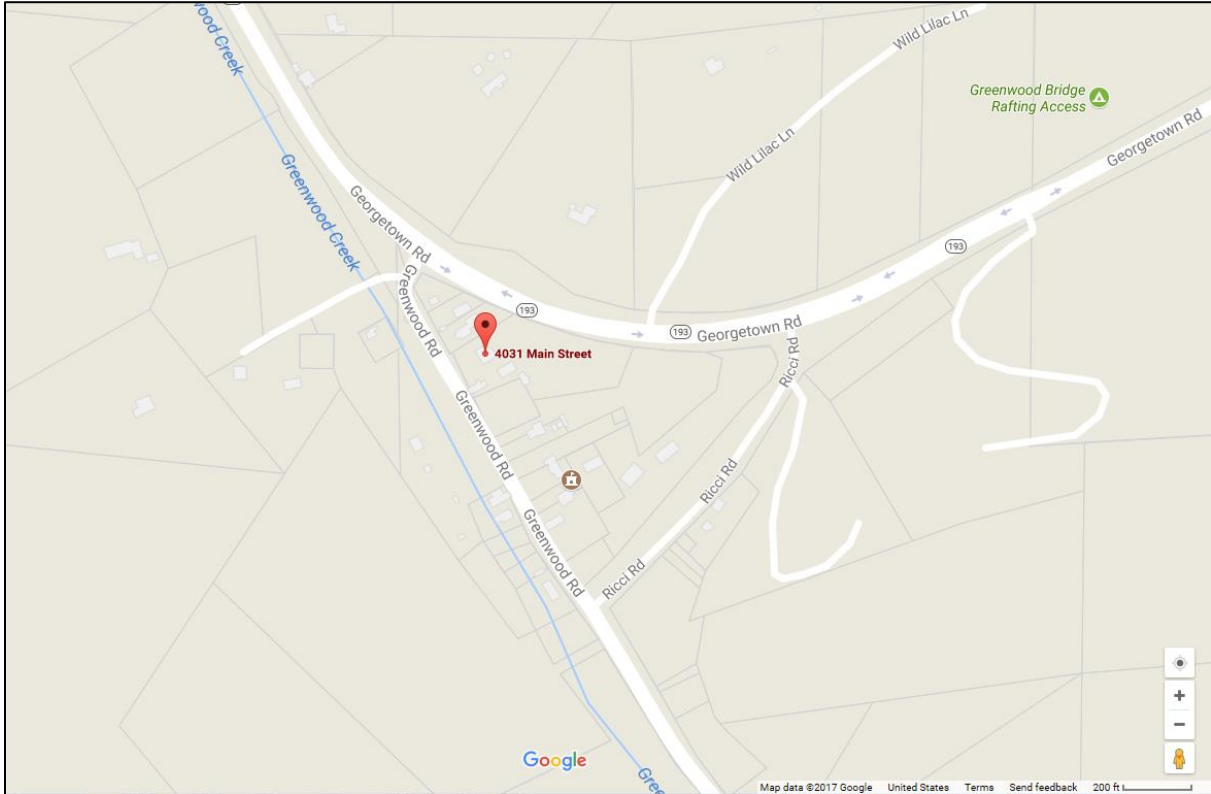 wood Creek
Greenwood Creek
Wild Lilac Ln
Greenwood Bridge
Rafting Access
Georgetown Rd
Wild Lilac Ln
Georgetown Rd
193
Greenwood Rd
193
193
Georgetown Rd
4031 Main Street
Ricci Rd
Greenwood Rd
Ricci Rd
Greenwood Rd
Ricci Rd
Gree
Google
Map data ©2017 Google United States Terms Send feedback 200 ft